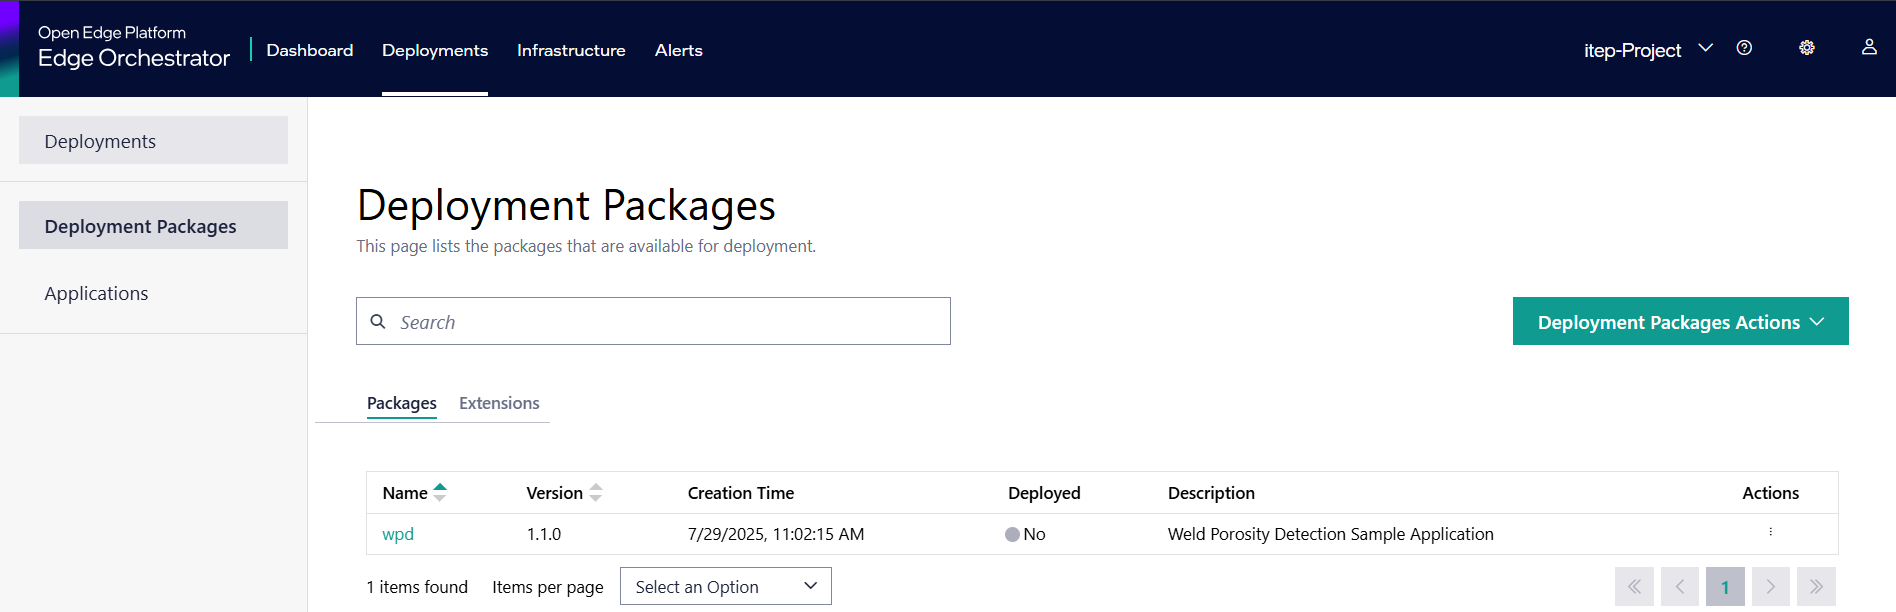 Open Edge Platform
Edge Orchestrator
Dashboard Deployments Infrastructure Alerts
itep-Project
Deployments
Deployment Packages
Applications
Deployment Packages
This page lists the packages that are available for deployment.
Search
Deployment Packages Actions
Packages Extensions
Name Version Creation Time Deployed Description Actions
wpd 1.1.0 7/29/2025, 11:02:15 AM No Weld Porosity Detection Sample Application
1 items found Items per page Select an Option 1